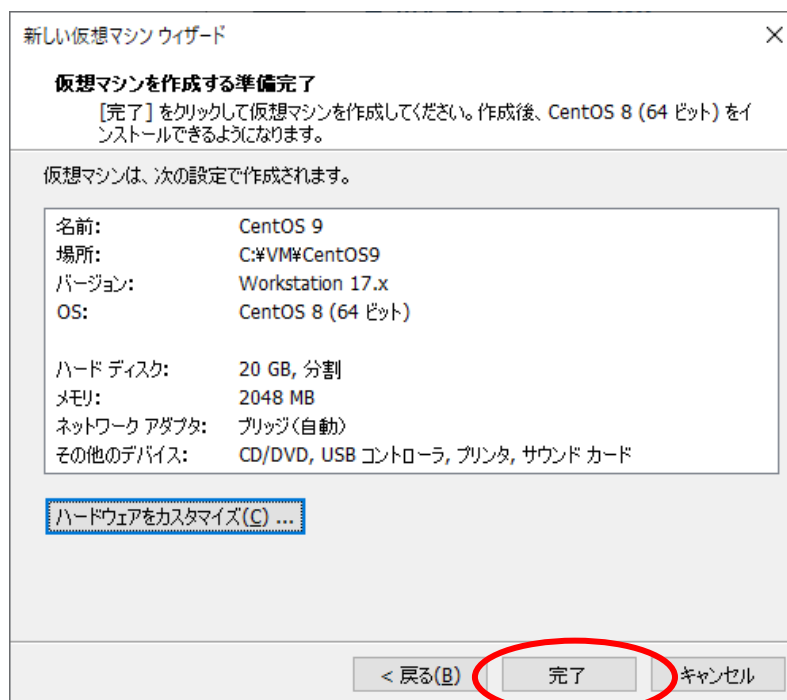 新しい仮想マシン ウィザード
仮想マシンを作成する準備完了
[完了] をクリックして仮想マシンを作成してください。作成後、CentOS 8 (64 ビット) をイ
ンストールできるようになります。
仮想マシンは、次の設定で作成されます。
名前: CentOS 9
場所: C:¥VM¥CentOS9
バージョン: Workstation 17.x
OS: CentOS 8 (64 ビット)
ハード ディスク: 20 GB, 分割
メモリ: 2048 MB
ネットワーク アダプタ: ブリッジ(自動)
その他のデバイス: CD/DVD, USB コントローラ, プリンタ, サウンド カード
ハードウェアをカスタマイズ(C) ...
< 戻る(B) 完了 キャンセル